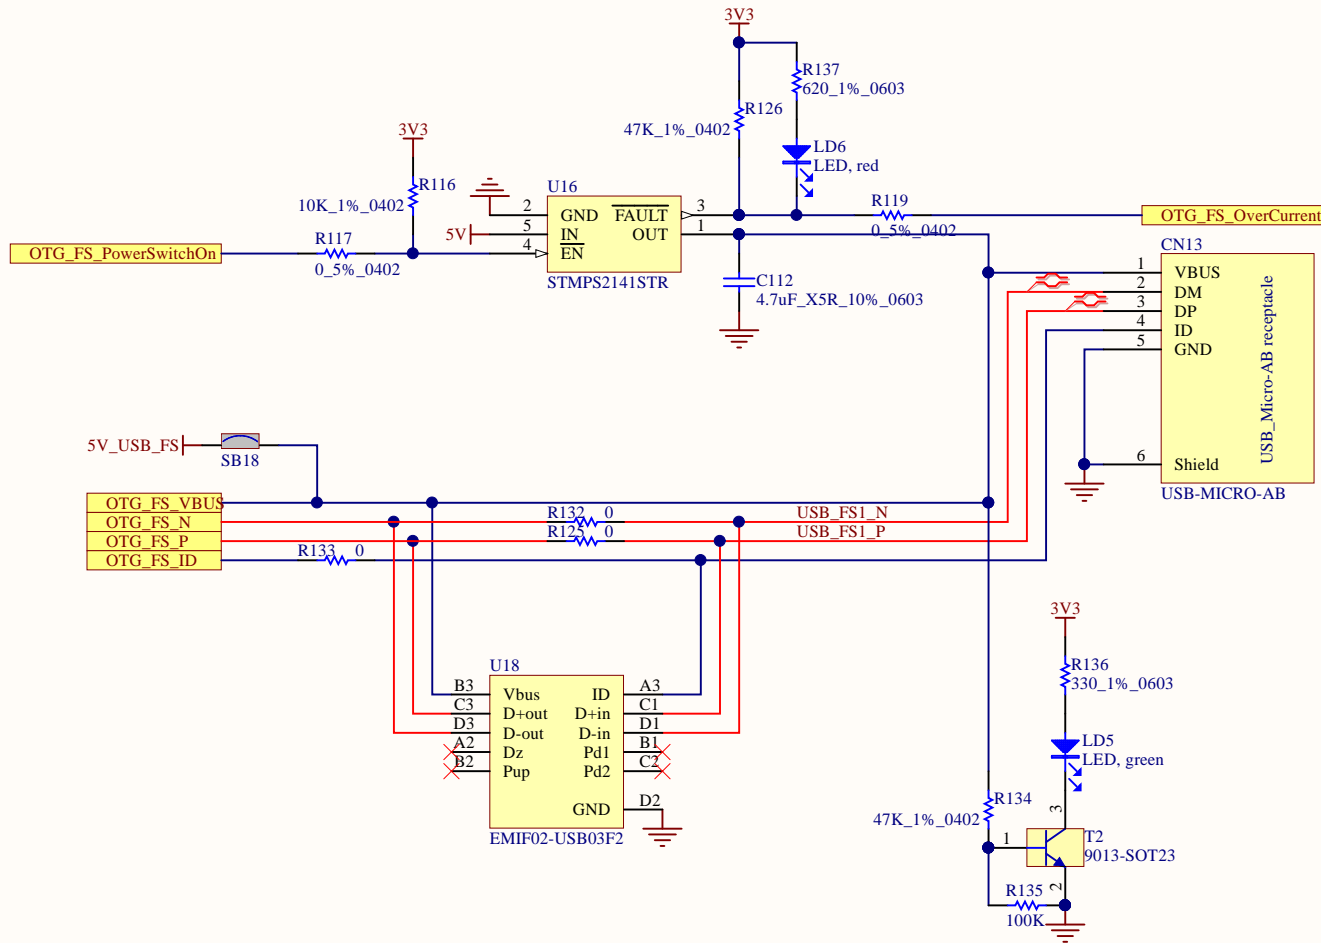 3V3
R137
620_1%_0603
R126
47K_1%_0402
3V3
LD6
LED, red
R116
10K_1%_0402
U16
R119
0_5%_0402
OTG_FS_OverCurrent
2
GND
FAULT
3
5V
5
IN
OUT
1
4
EN
STMPS2141STR
OTG_FS_PowerSwitchOn
R117
0_5%_0402
C112
4.7uF_X5R_10%_0603
CN13
1
VBUS
2
DM
3
DP
4
ID
5
GND
6
Shield
USB_Micro-AB receptacle
USB-MICRO-AB
5V_USB_FS
SB18
OTG_FS_VBUS
OTG_FS_N
OTG_FS_P
OTG_FS_ID
R132
0
R125
0
R133
0
USB_FS1_N
USB_FS1_P
U18
B3
Vbus
ID
A3
C3
D+out
D+in
C1
D3
D-out
D-in
D1
A2
Dz
Pd1
B1
B2
Pup
Pd2
C2
GND
D2
EMIF02-USB03F2
3V3
R136
330_1%_0603
LD5
LED, green
R134
47K_1%_0402
3
1
T2
9013-SOT23
2
R135
100K